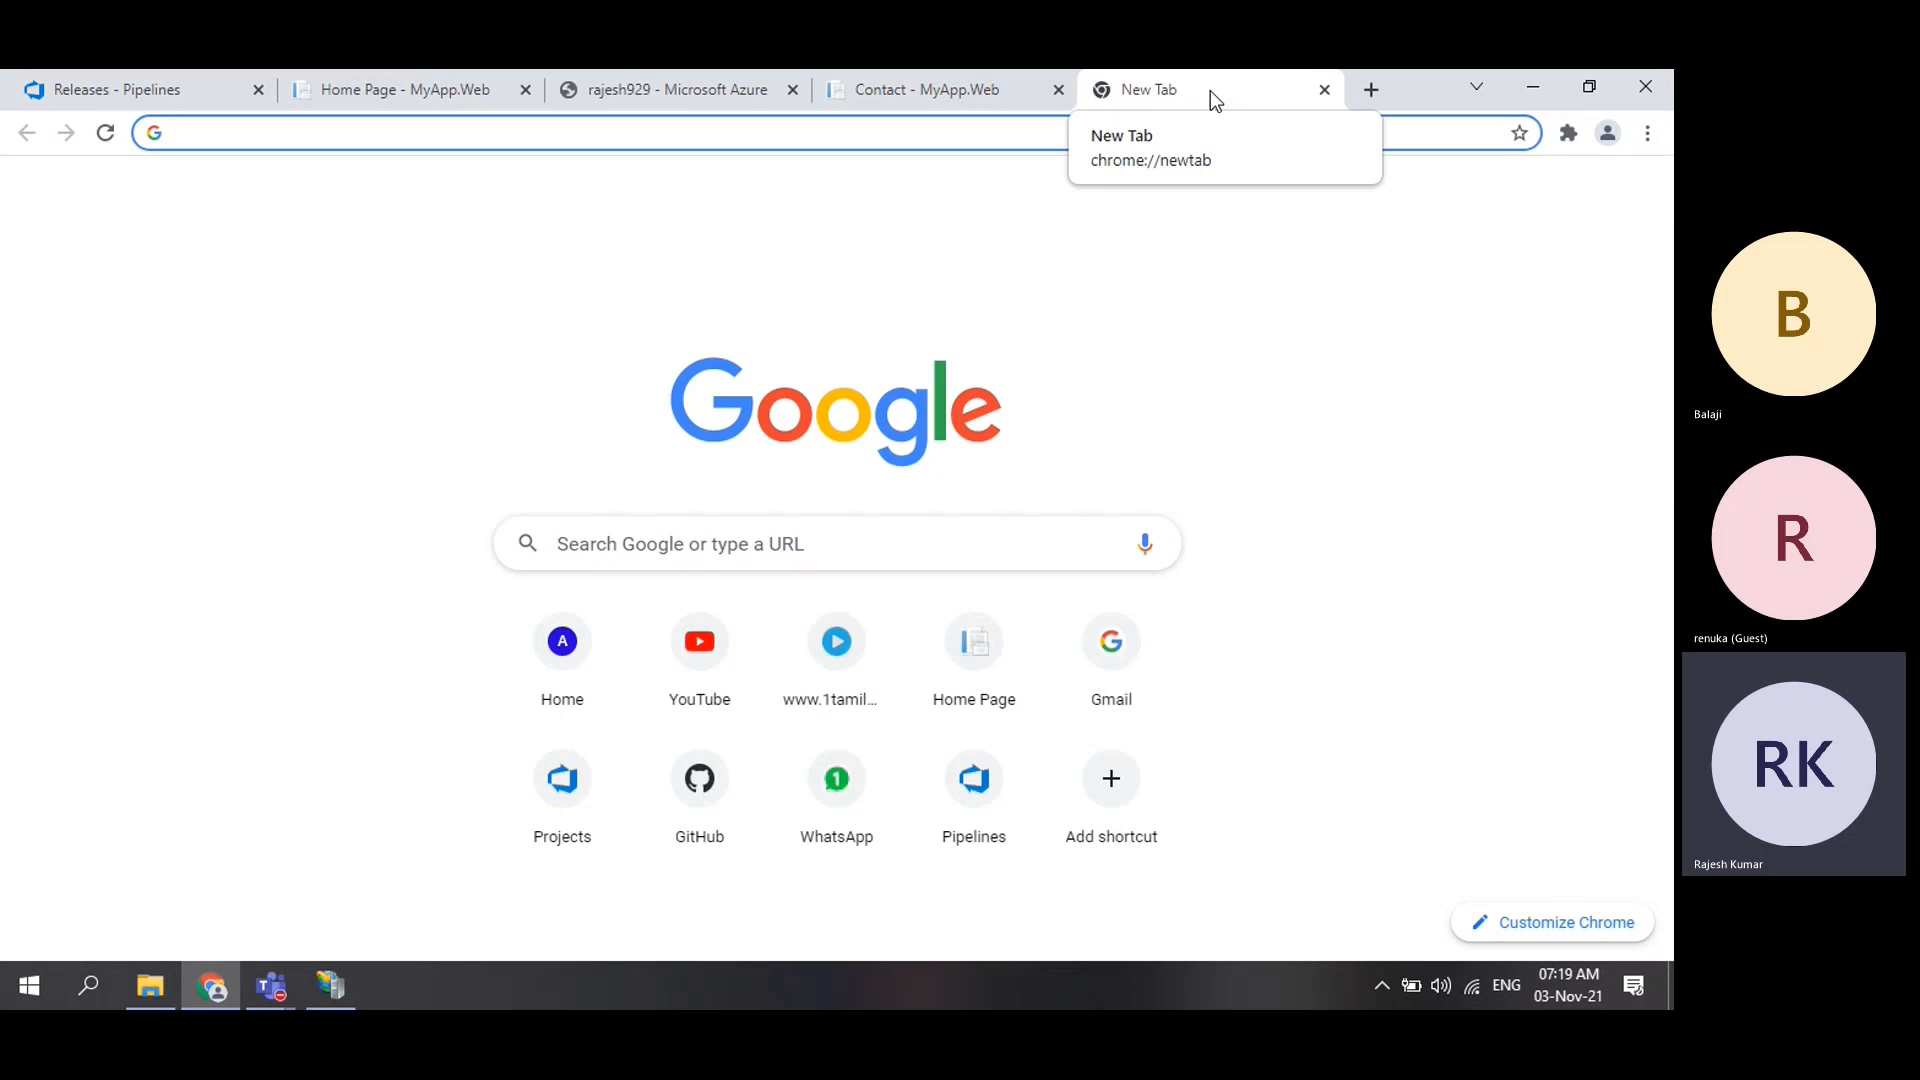 Releases - Pipelines
Home Page - MyApp.Web
rajesh929 - Microsoft Azure
Contact - MyApp.Web
New Tab
New Tab
chrome://newtab
Google
Search Google or type a URL
A
Home
YouTube
www.1tamil...
Home Page
G
Gmail
Projects
GitHub
1
WhatsApp
Pipelines
Add shortcut
Customize Chrome
B
Balaji
R
renuka (Guest)
RK
Rajesh Kumar
ENG
07:19 AM
03-Nov-21